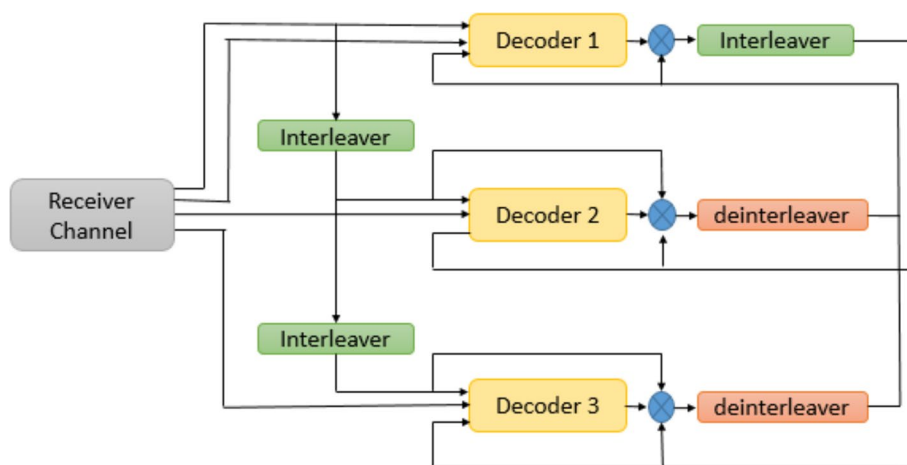 Decoder 1
Interleaver
Interleaver
Receiver
Channel
Decoder 2
deinterleaver
Interleaver
Decoder 3
deinterleaver